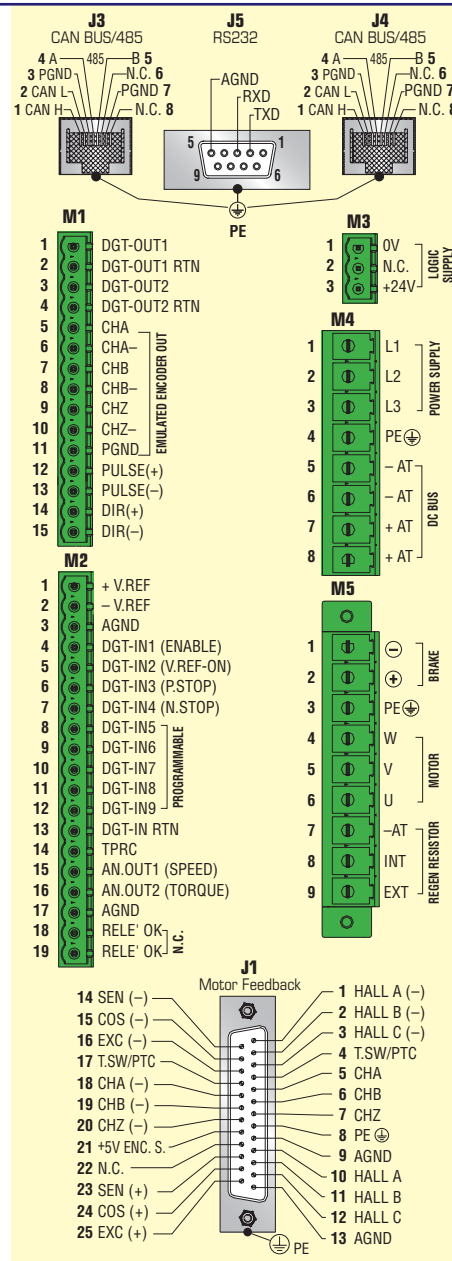 J3
CAN BUS/485
4 A 485 B 5
3 PGND N.C. 6
2 CAN L PGND 7
1 CAN H N.C. 8
J5
RS232
AGND
RXD
TXD
5 1
9 6
J4
CAN BUS/485
4 A 485 B 5
3 PGND N.C. 6
2 CAN L PGND 7
1 CAN H N.C. 8
PE
M1
1 DGT-OUT1
2 DGT-OUT1 RTN
3 DGT-OUT2
4 DGT-OUT2 RTN
5 CHA
6 CHA–
7 CHB
8 CHB–
9 CHZ
10 CHZ–
11 PGND
EMULATED ENCODER OUT
12 PULSE(+)
13 PULSE(–)
14 DIR(+)
15 DIR(–)
M3
1 0V
2 N.C.
3 +24V
LOGIC
SUPPLY
M4
1 L1
2 L2
3 L3
POWER SUPPLY
4 PE
5 – AT
6 – AT
7 + AT
8 + AT
DC BUS
M2
1 + V.REF
2 – V.REF
3 AGND
4 DGT-IN1 (ENABLE)
5 DGT-IN2 (V.REF-ON)
6 DGT-IN3 (P.STOP)
7 DGT-IN4 (N.STOP)
8 DGT-IN5
9 DGT-IN6
10 DGT-IN7
11 DGT-IN8
12 DGT-IN9
PROGRAMMABLE
13 DGT-IN RTN
14 TPRC
15 AN.OUT1 (SPEED)
16 AN.OUT2 (TORQUE)
17 AGND
18 RELE' OK
19 RELE' OK
N.C.
M5
1 –
2 +
BRAKE
3 PE
4 W
5 V
6 U
MOTOR
7 –AT
8 INT
9 EXT
REGEN RESISTOR
J1
Motor Feedback
14 SEN (–)
15 COS (–)
16 EXC (–)
17 T.SW/PTC
18 CHA (–)
19 CHB (–)
20 CHZ (–)
21 +5V ENC. S.
22 N.C.
23 SEN (+)
24 COS (+)
25 EXC (+)
1 HALL A (–)
2 HALL B (–)
3 HALL C (–)
4 T.SW/PTC
5 CHA
6 CHB
7 CHZ
8 PE
9 AGND
10 HALL A
11 HALL B
12 HALL C
13 AGND
PE